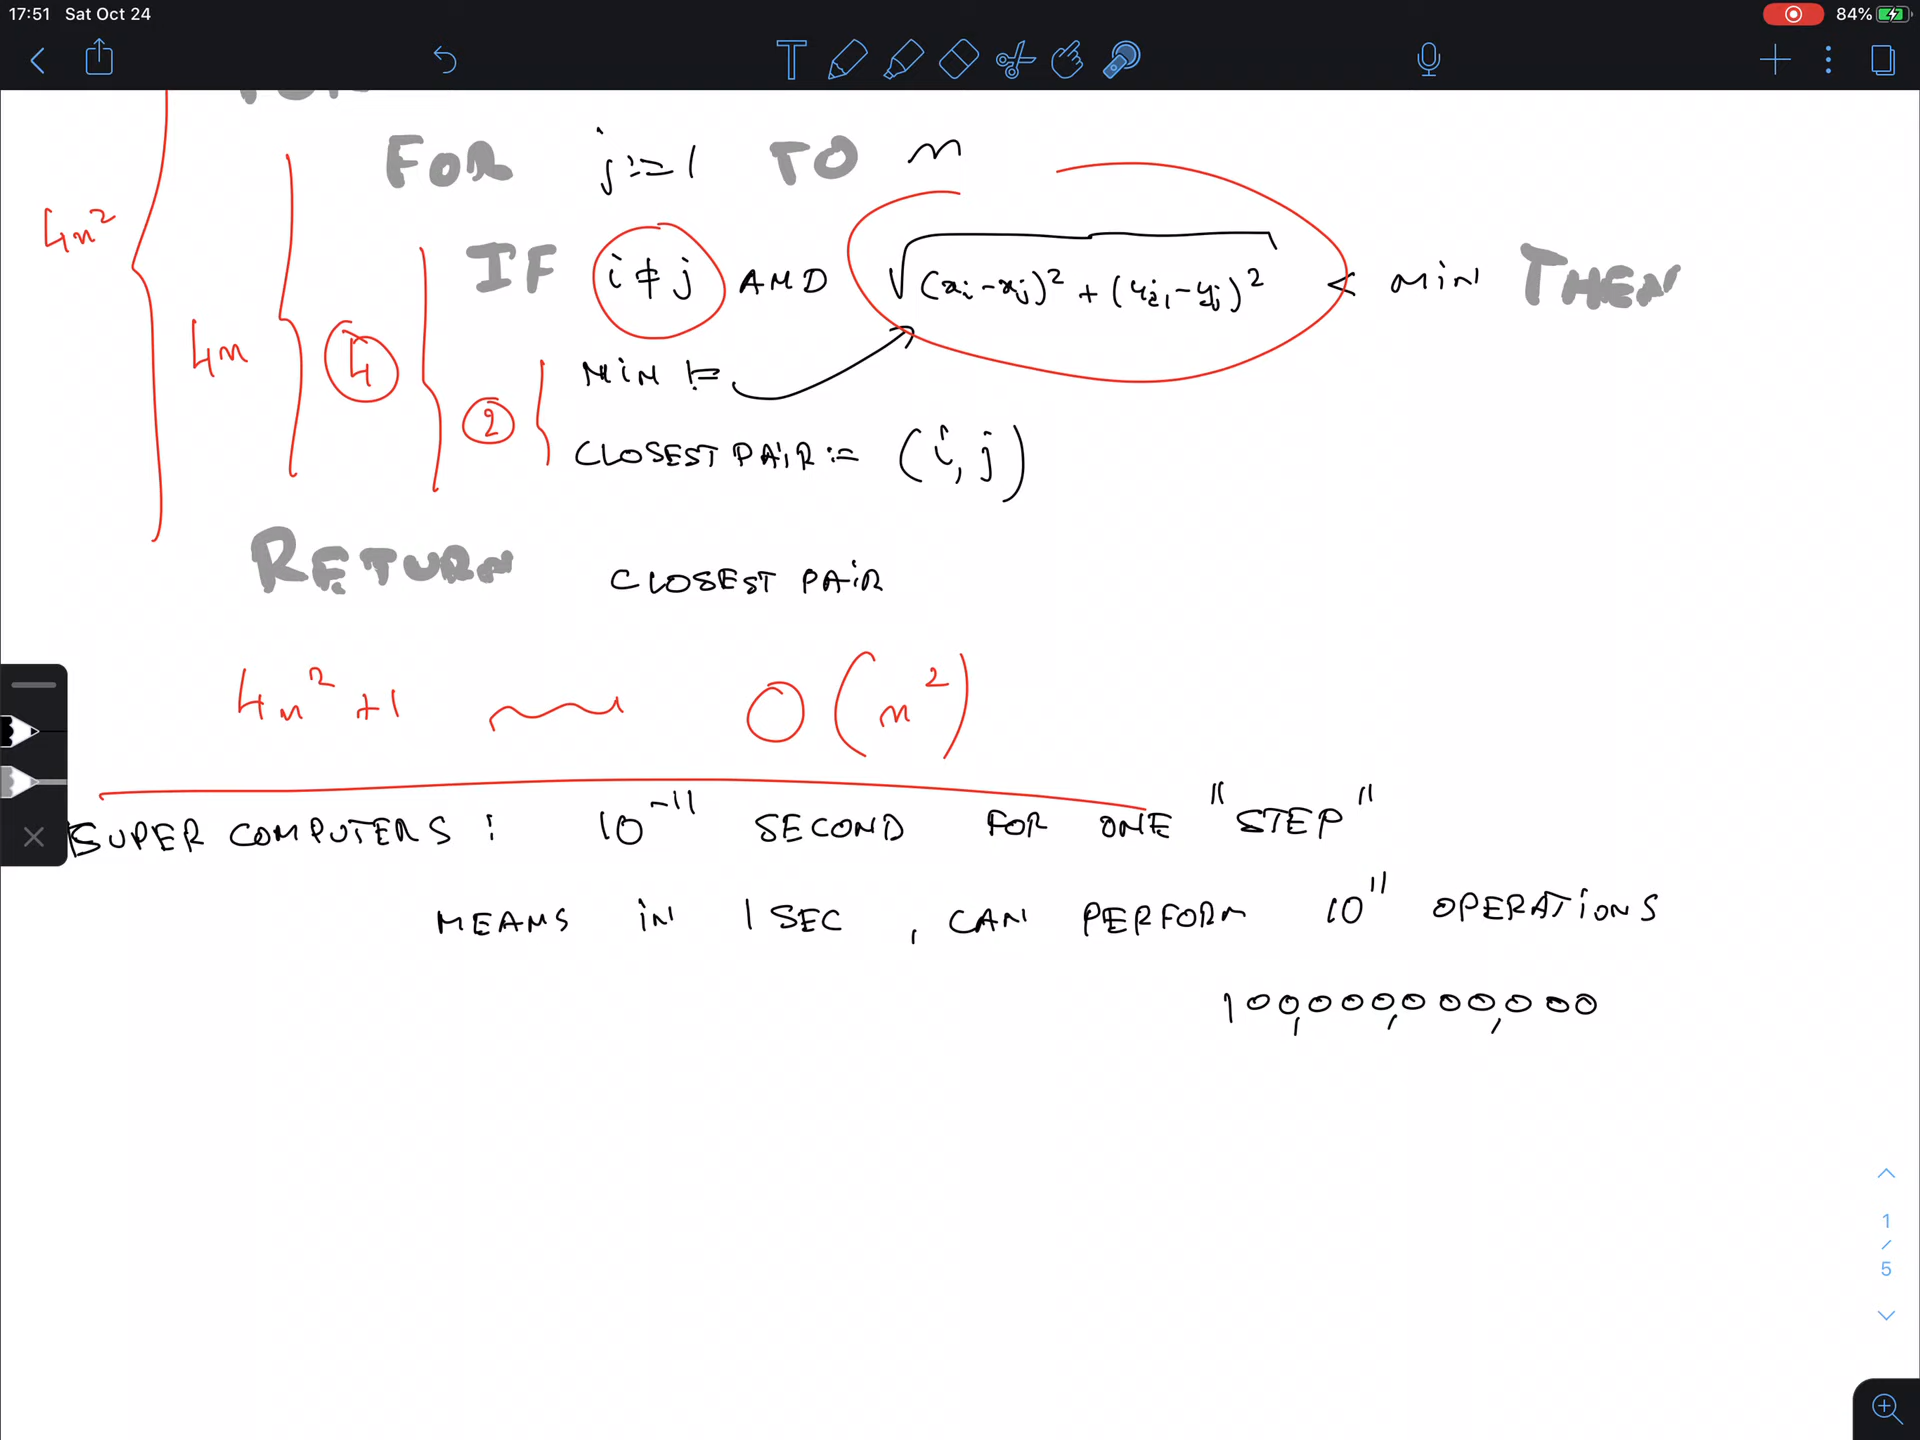 17:51 Sat Oct 24
84%
FOR j:=1 TO n
4n²
IF i≠j AND √(xi-xj)²+(yi-yj)² < MIN THEN
4n
4
MIN :=
2
CLOSEST PAIR := (i,j)
RETURN CLOSEST PAIR
4n²+1 ~ O(n²)
SUPER COMPUTERS : 10⁻¹¹ SECOND FOR ONE "STEP"
MEANS IN 1 SEC , CAN PERFORM 10¹¹ OPERATIONS
100,000,000,000
1
/
5